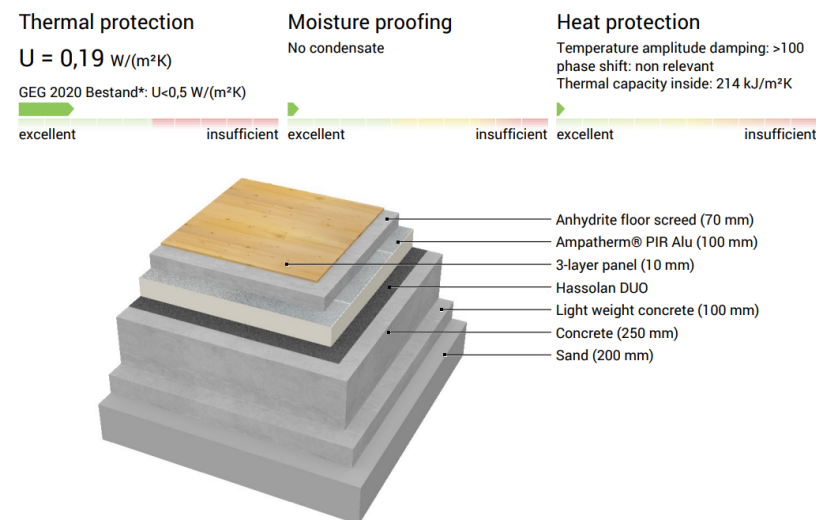 Thermal protection
U = 0,19 W/(m²K)
GEG 2020 Bestand*: U<0,5 W/(m²K)
excellent insufficient
Moisture proofing
No condensate
excellent insufficient
Heat protection
Temperature amplitude damping: >100
phase shift: non relevant
Thermal capacity inside: 214 kJ/m²K
excellent insufficient
Anhydrite floor screed (70 mm)
Ampatherm® PIR Alu (100 mm)
3-layer panel (10 mm)
Hassolan DUO
Light weight concrete (100 mm)
Concrete (250 mm)
Sand (200 mm)